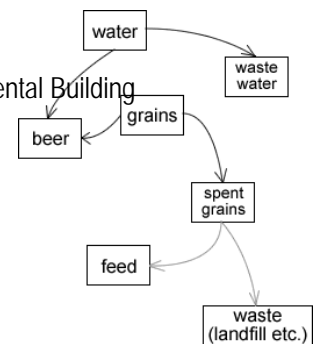 water
waste
water
ental Building
grains
beer
spent
grains
feed
waste
(landfill etc.)